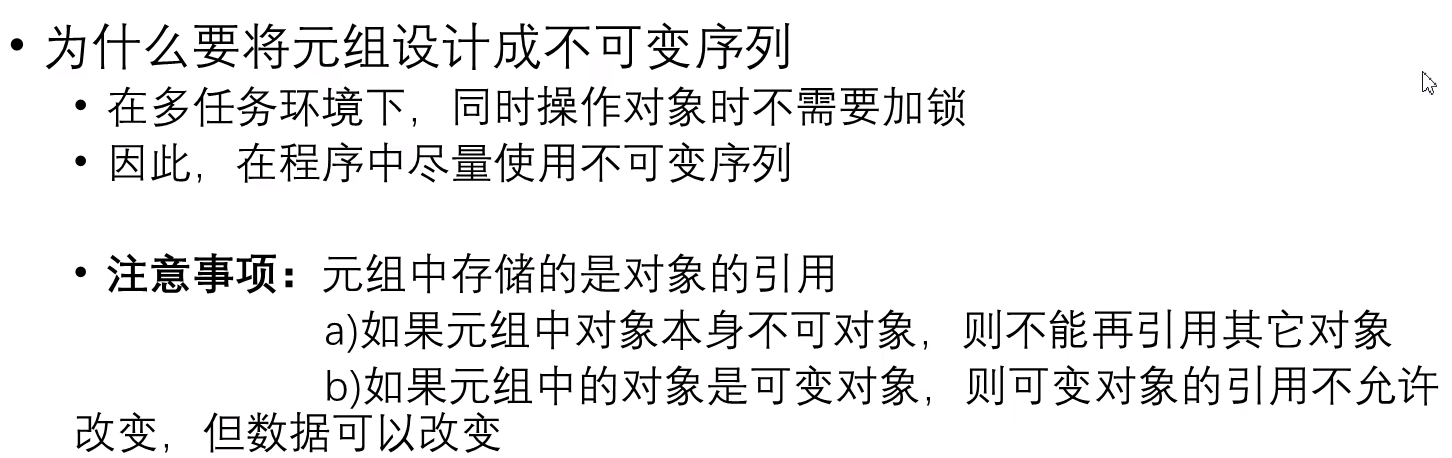 • 为什么要将元组设计成不可变序列
• 在多任务环境下，同时操作对象时不需要加锁
• 因此，在程序中尽量使用不可变序列
• 注意事项：元组中存储的是对象的引用
a)如果元组中对象本身不可对象，则不能再引用其它对象
b)如果元组中的对象是可变对象，则可变对象的引用不允许
改变，但数据可以改变